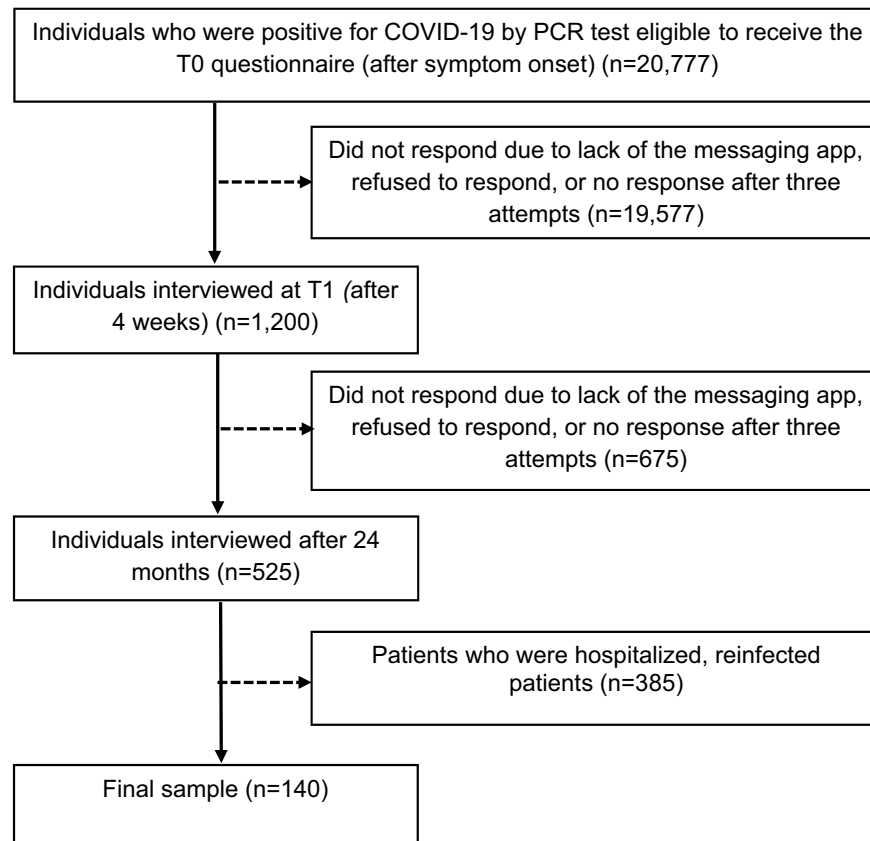 Individuals who were positive for COVID-19 by PCR test eligible to receive the
T0 questionnaire (after symptom onset) (n=20,777)
Did not respond due to lack of the messaging app,
refused to respond, or no response after three
attempts (n=19,577)
Individuals interviewed at T1 (after
4 weeks) (n=1,200)
Did not respond due to lack of the messaging app,
refused to respond, or no response after three
attempts (n=675)
Individuals interviewed after 24
months (n=525)
Patients who were hospitalized, reinfected
patients (n=385)
Final sample (n=140)